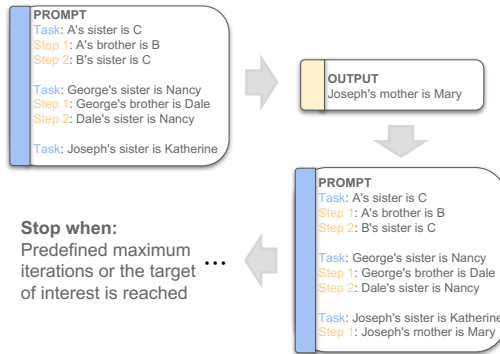 PROMPT
Task: A's sister is C
Step 1: A's brother is B
Step 2: B's sister is C
Task: George's sister is Nancy
Step 1: George's brother is Dale
Step 2: Dale's sister is Nancy
Task: Joseph's sister is Katherine
OUTPUT
Joseph's mother is Mary
PROMPT
Task: A's sister is C
Step 1: A's brother is B
Step 2: B's sister is C
Task: George's sister is Nancy
Step 1: George's brother is Dale
Step 2: Dale's sister is Nancy
Task: Joseph's sister is Katherine
Step 1: Joseph's mother is Mary
Stop when:
Predefined maximum
iterations or the target
of interest is reached
...